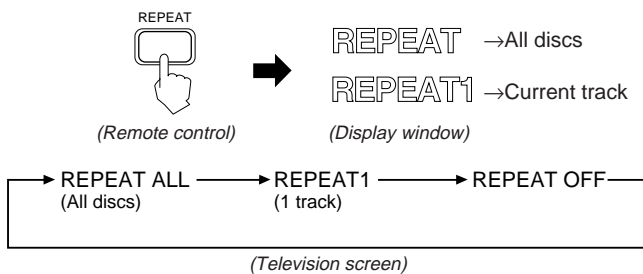 REPEAT
REPEAT →All discs
REPEAT1 →Current track
(Remote control)
(Display window)
REPEAT ALL → REPEAT1 → REPEAT OFF
(All discs) (1 track)
(Television screen)